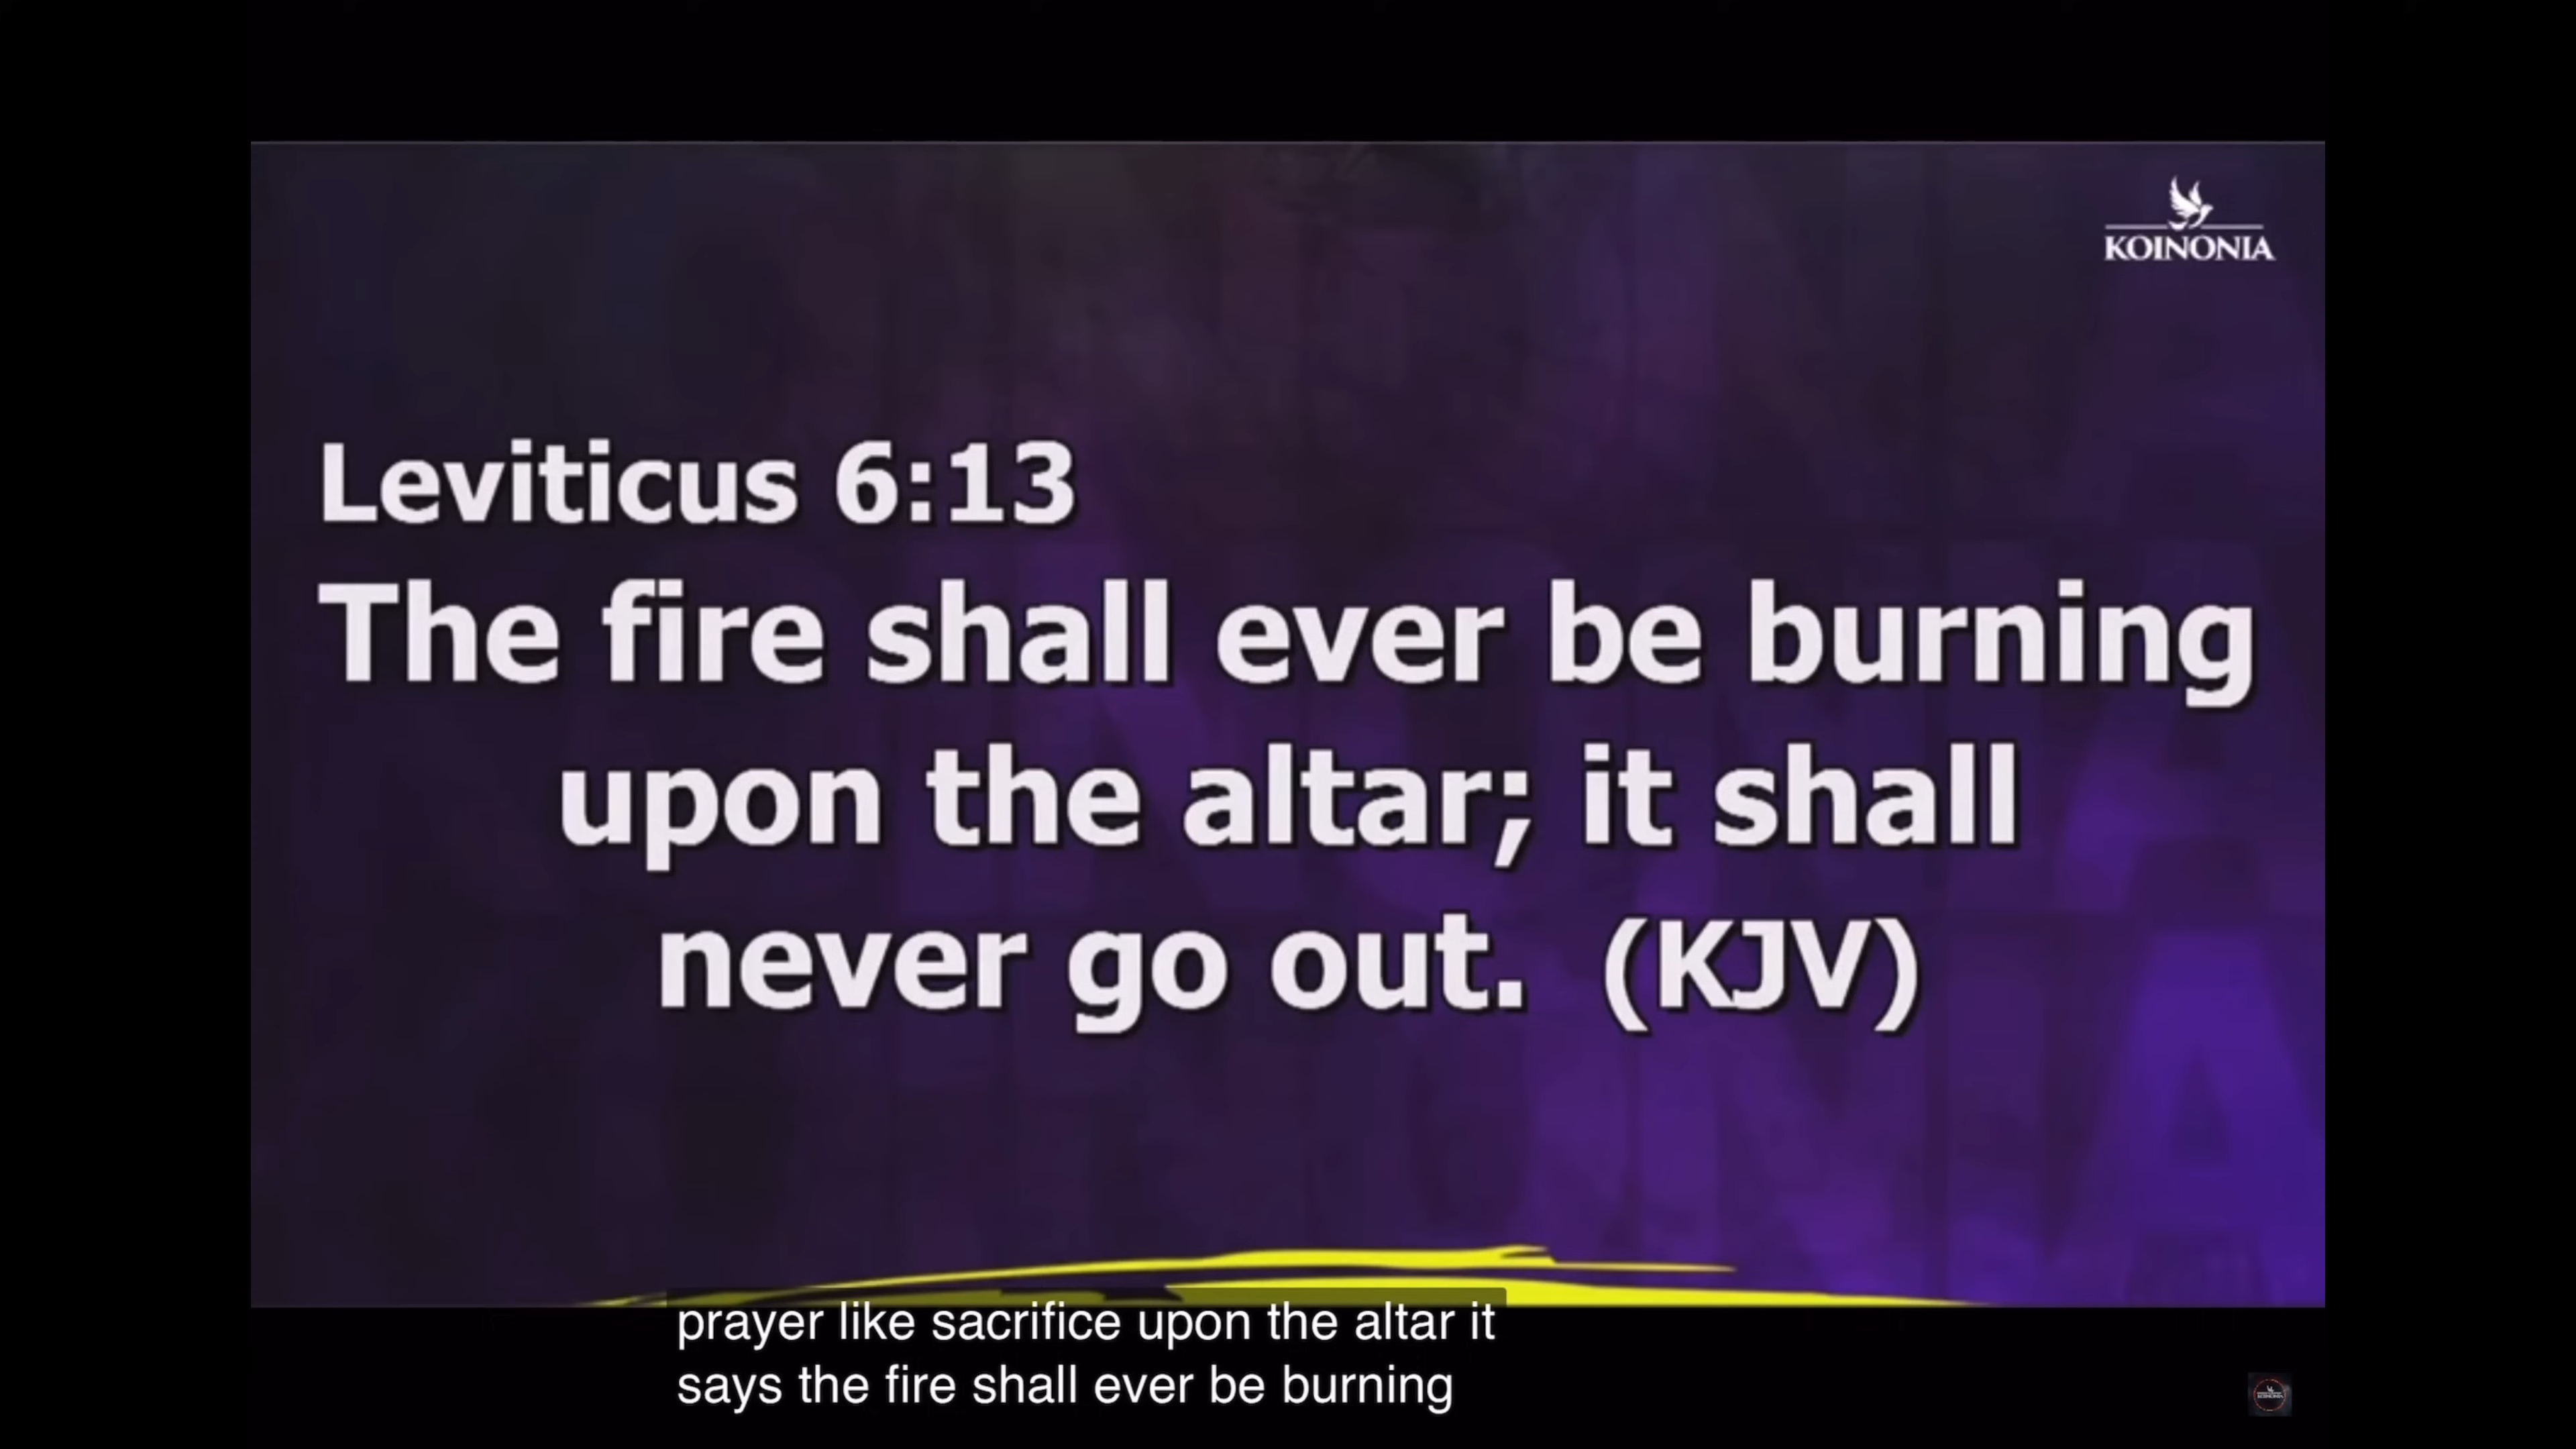 KOINONIA
Leviticus 6:13
The fire shall ever be burning
upon the altar; it shall
never go out. (KJV)
prayer like sacrifice upon the altar it
says the fire shall ever be burning